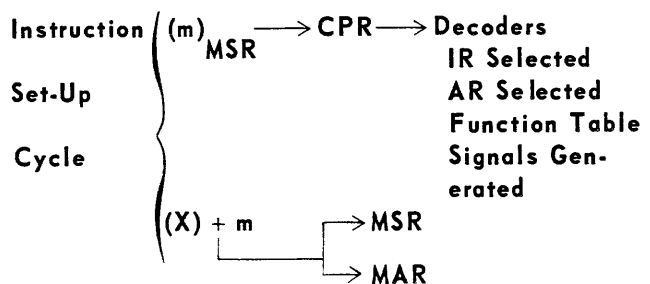 Instruction (m)MSR → CPR → Decoders
IR Selected
Set-Up AR Selected
Function Table
Cycle Signals Gen-
erated
(X) + m → MSR
→ MAR